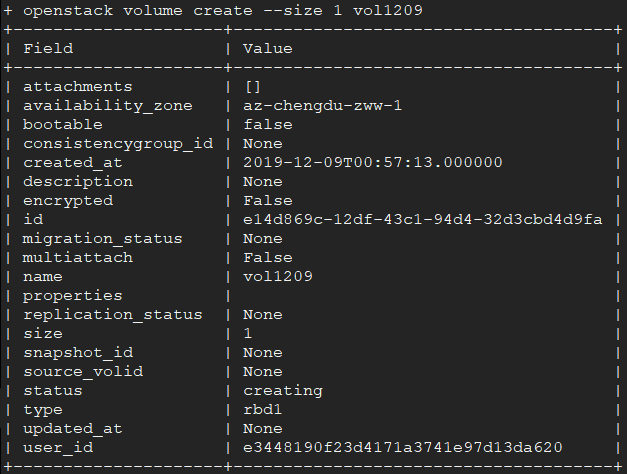 + openstack volume create --size 1 vol1209
+---------------------+--------------------------------------+
| Field               | Value                                |
+---------------------+--------------------------------------+
| attachments         | []                                   |
| availability_zone   | az-chengdu-zww-1                     |
| bootable            | false                                |
| consistencygroup_id | None                                 |
| created_at          | 2019-12-09T00:57:13.000000           |
| description         | None                                 |
| encrypted           | False                                |
| id                  | e14d869c-12df-43c1-94d4-32d3cbd4d9fa |
| migration_status    | None                                 |
| multiattach         | False                                |
| name                | vol1209                              |
| properties          |                                      |
| replication_status  | None                                 |
| size                | 1                                    |
| snapshot_id         | None                                 |
| source_volid        | None                                 |
| status              | creating                             |
| type                | rbd1                                 |
| updated_at          | None                                 |
| user_id             | e3448190f23d4171a3741e97d13da620     |
+---------------------+--------------------------------------+